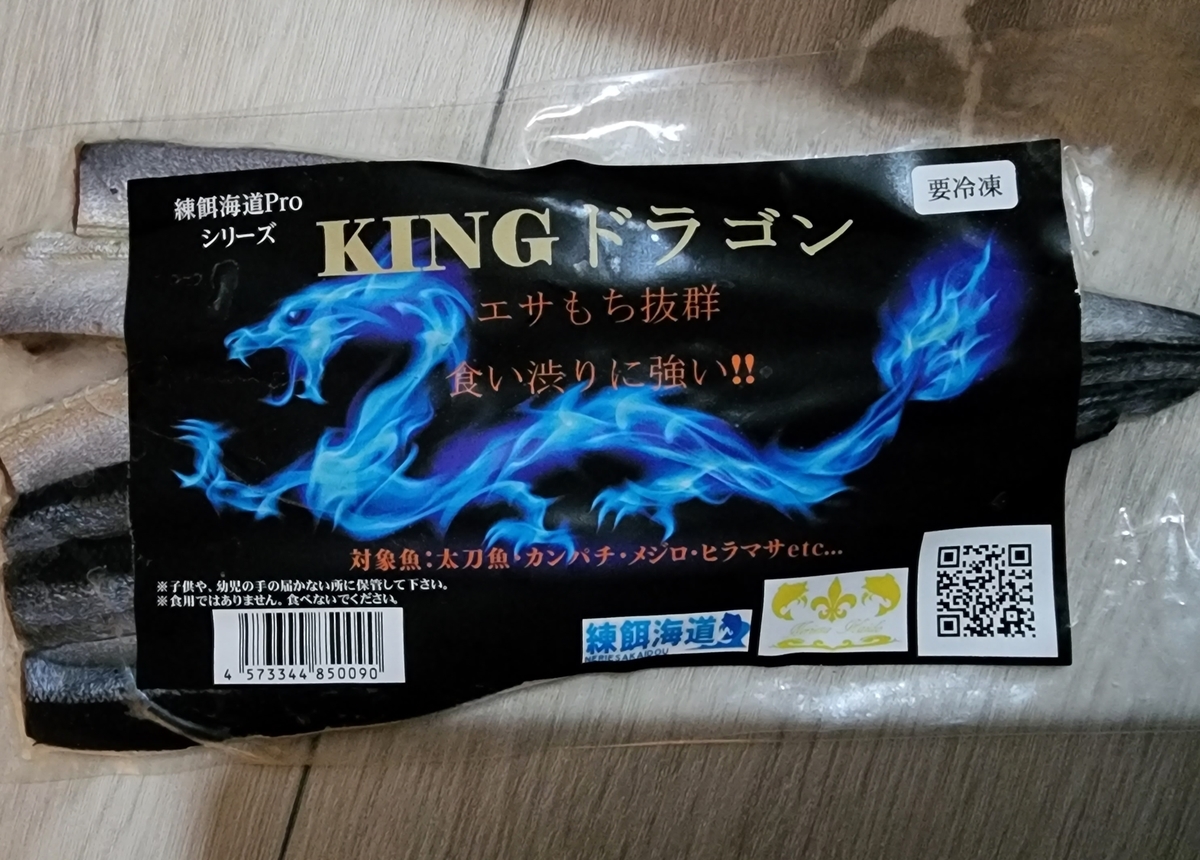 練餌海道Pro
シリーズ
KINGドラゴン
要冷凍
エサもち抜群
食い渋りに強い!!
対象魚：太刀魚・カンパチ・メジロ・ヒラマサetc...
※子供や、幼児の手の届かない所に保管して下さい。
※食用ではありません。食べないでください。
4 573344 850090
練餌海道
NERIESAKAIDOU